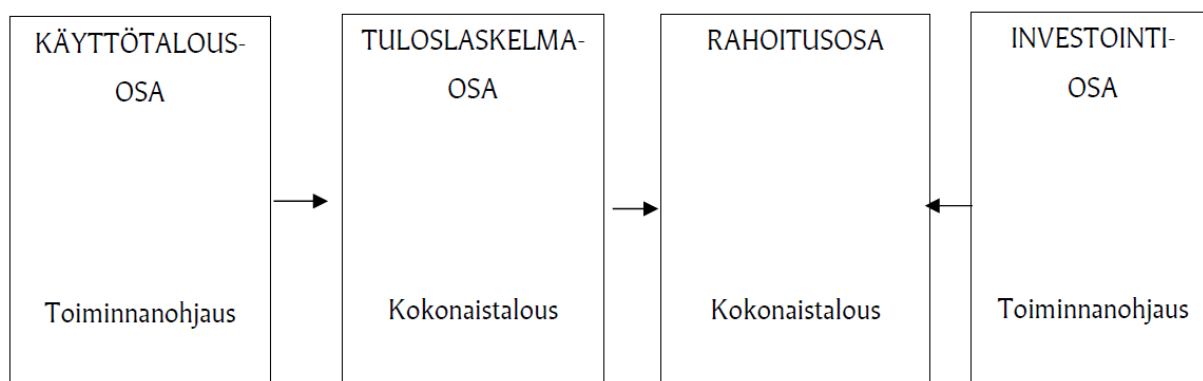 KÄYTTÖTALOUS-
OSA
Toiminnanohjaus
TULOSLASKELMA-
OSA
Kokonaistalous
RAHOITUSOSA
Kokonaistalous
INVESTOINTI-
OSA
Toiminnanohjaus